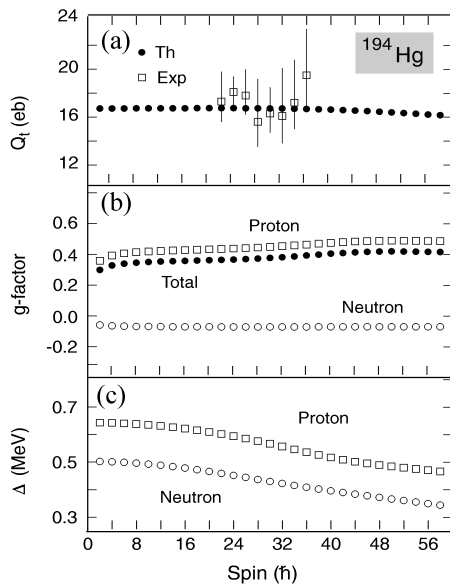 24
(a)
Th
Exp
194Hg
20
16
12
Qt (eb)
(b)
0.6
0.4
0.2
0.0
-0.2
g-factor
Proton
Total
Neutron
(c)
0.7
0.5
0.3
Δ (MeV)
Proton
Neutron
0 8 16 24 32 40 48 56
Spin (ħ)